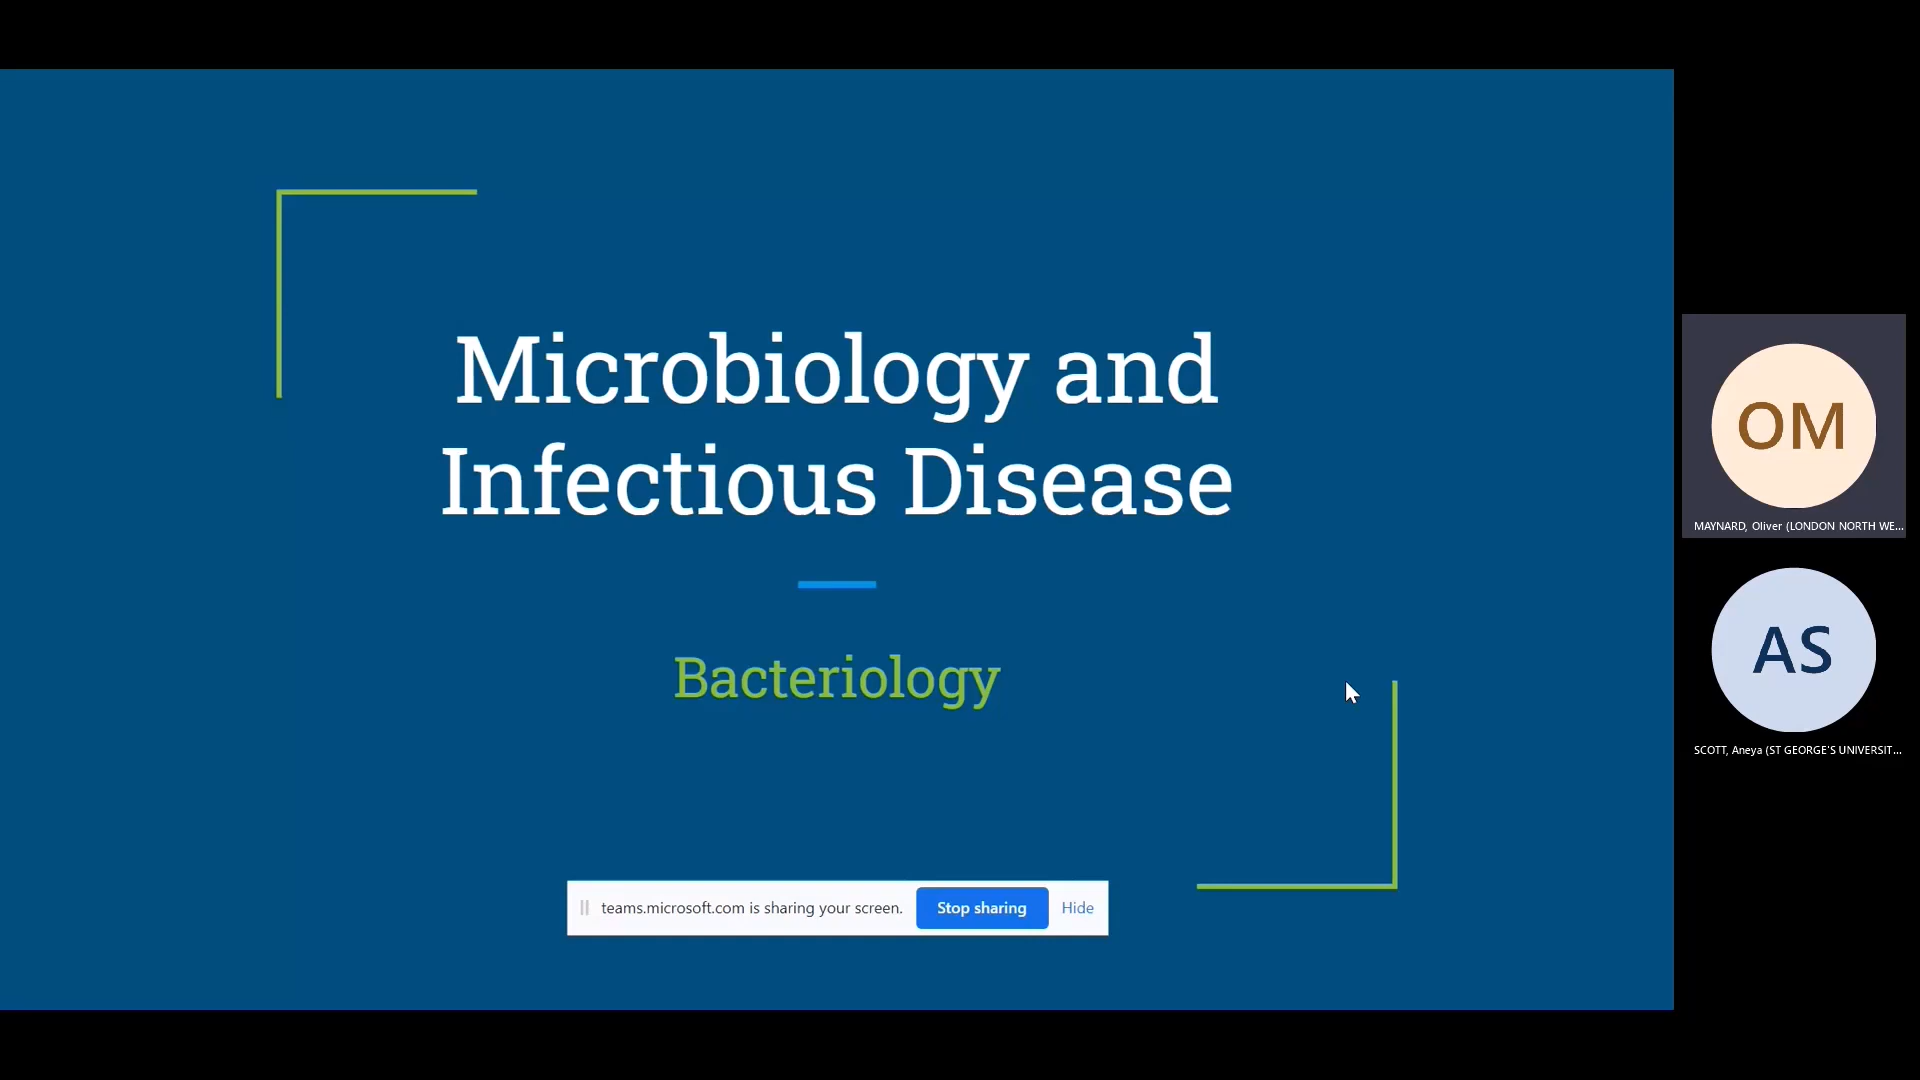 Microbiology and
Infectious Disease
Bacteriology
teams.microsoft.com is sharing your screen. Stop sharing Hide
OM
MAYNARD, Oliver (LONDON NORTH WE...
AS
SCOTT, Aneya (ST GEORGE'S UNIVERSIT...